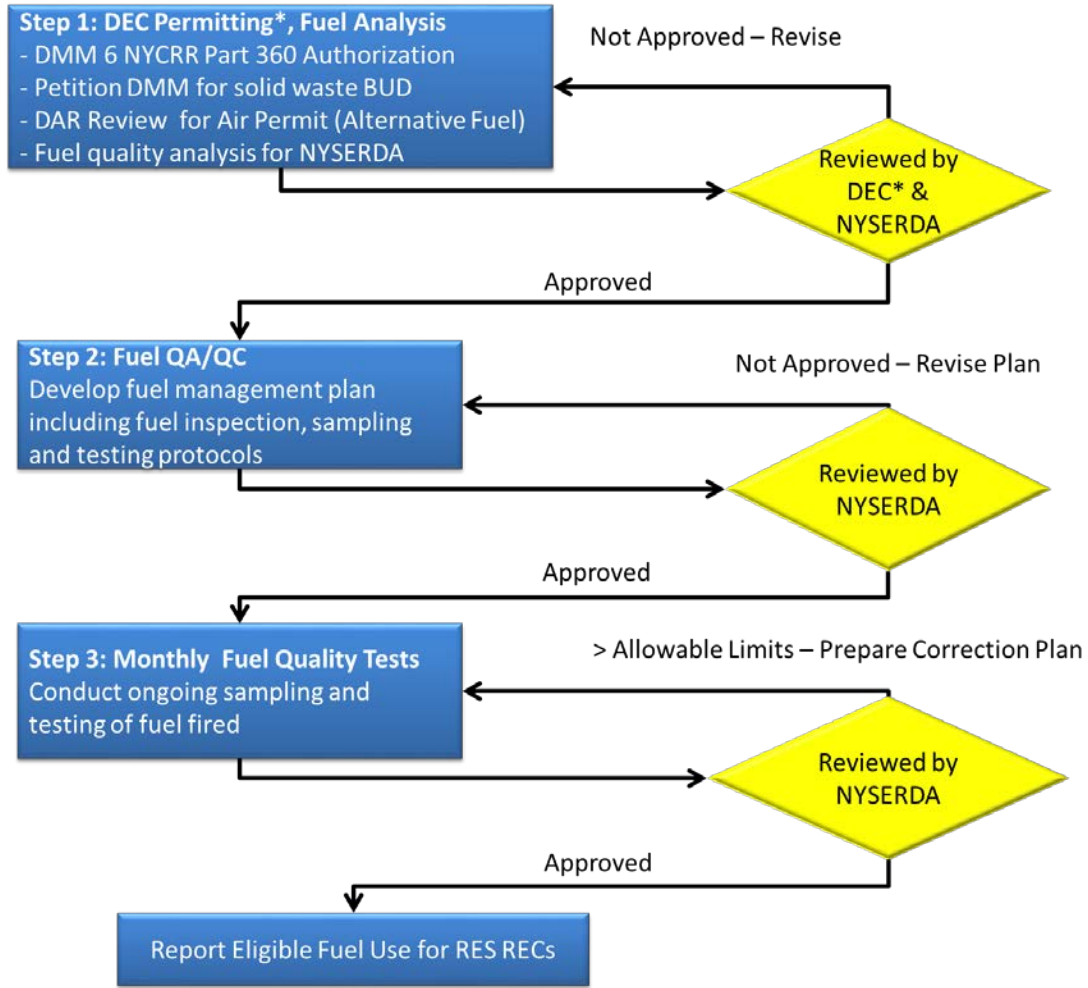 Step 1: DEC Permitting*, Fuel Analysis
- DMM 6 NYCRR Part 360 Authorization
- Petition DMM for solid waste BUD
- DAR Review for Air Permit (Alternative Fuel)
- Fuel quality analysis for NYSERDA
Not Approved – Revise
Reviewed by
DEC* &
NYSERDA
Approved
Step 2: Fuel QA/QC
Develop fuel management plan
including fuel inspection, sampling
and testing protocols
Not Approved – Revise Plan
Reviewed by
NYSERDA
Approved
Step 3: Monthly Fuel Quality Tests
Conduct ongoing sampling and
testing of fuel fired
> Allowable Limits – Prepare Correction Plan
Reviewed by
NYSERDA
Approved
Report Eligible Fuel Use for RES RECs